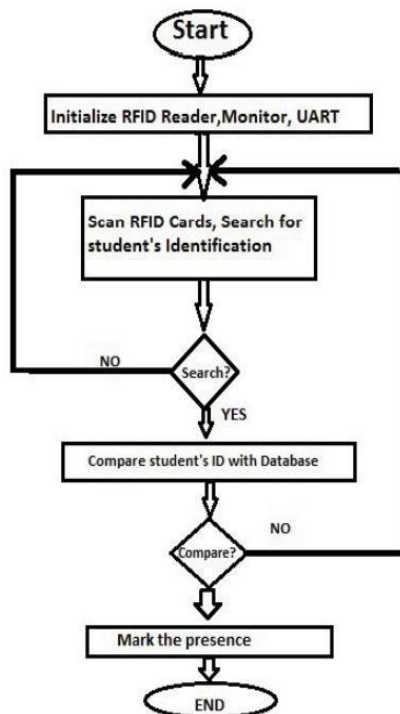 Start
Initialize RFID Reader,Monitor, UART
Scan RFID Cards, Search for
student's Identification
NO
Search?
YES
Compare student's ID with Database
NO
Compare?
Mark the presence
END